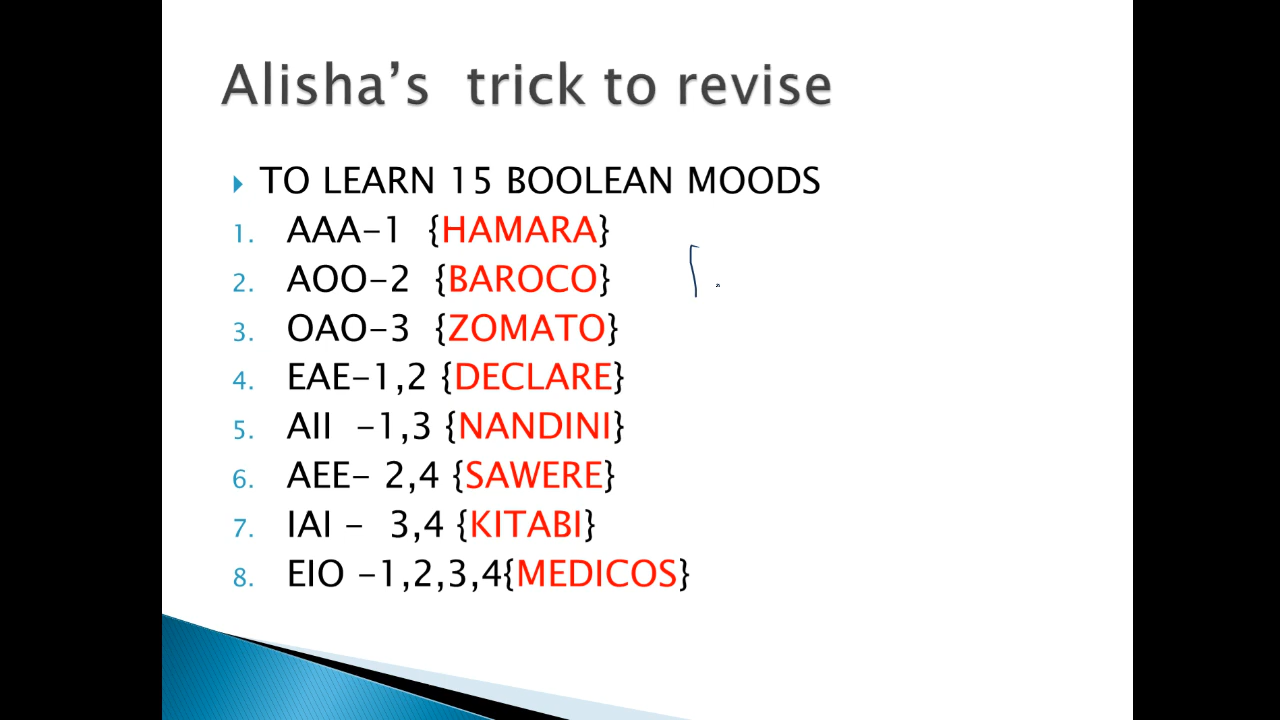 Alisha’s trick to revise
TO LEARN 15 BOOLEAN MOODS
1. AAA-1 {HAMARA}
2. AOO-2 {BAROCO}
3. OAO-3 {ZOMATO}
4. EAE-1,2 {DECLARE}
5. AII -1,3 {NANDINI}
6. AEE- 2,4 {SAWERE}
7. IAI - 3,4 {KITABI}
8. EIO -1,2,3,4{MEDICOS}